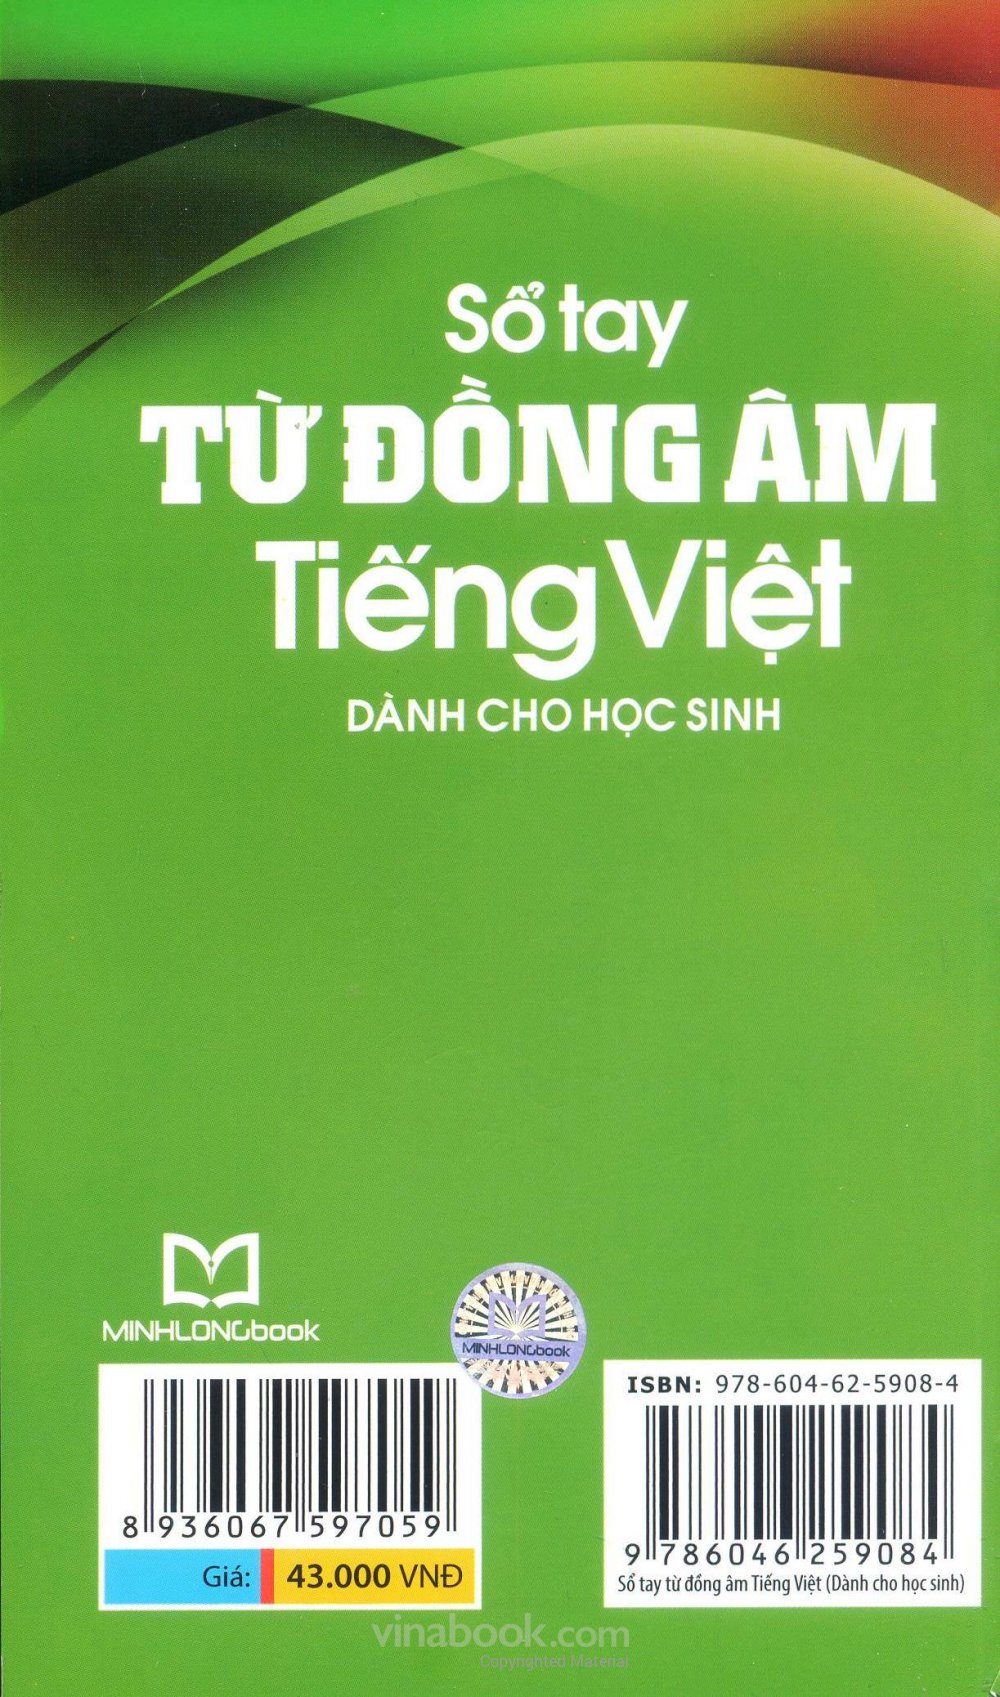 Sổ tay
TỪ ĐỒNG ÂM
Tiếng Việt
DÀNH CHO HỌC SINH
MINHLONGbook
MINHLONGbook
8 936067 597059
Giá: 43.000 VNĐ
ISBN: 978-604-62-5908-4
9 786046 259084
Sổ tay từ đồng âm Tiếng Việt (Dành cho học sinh)
vinabook.com
Copyrighted Material